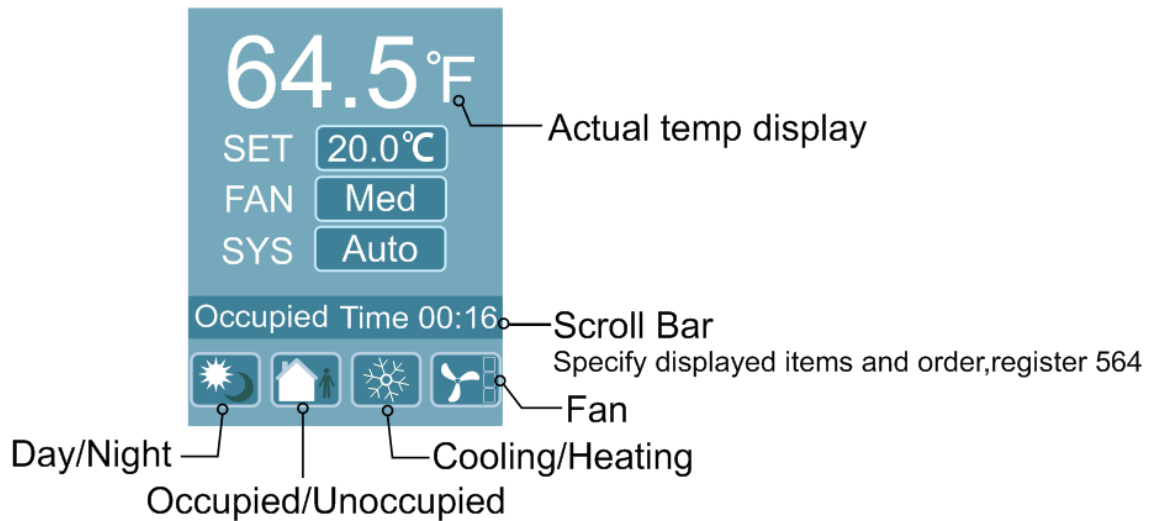 64.5°F
Actual temp display
SET 20.0°C
FAN Med
SYS Auto
Occupied Time 00:16
Scroll Bar
Specify displayed items and order,register 564
Fan
Day/Night
Cooling/Heating
Occupied/Unoccupied